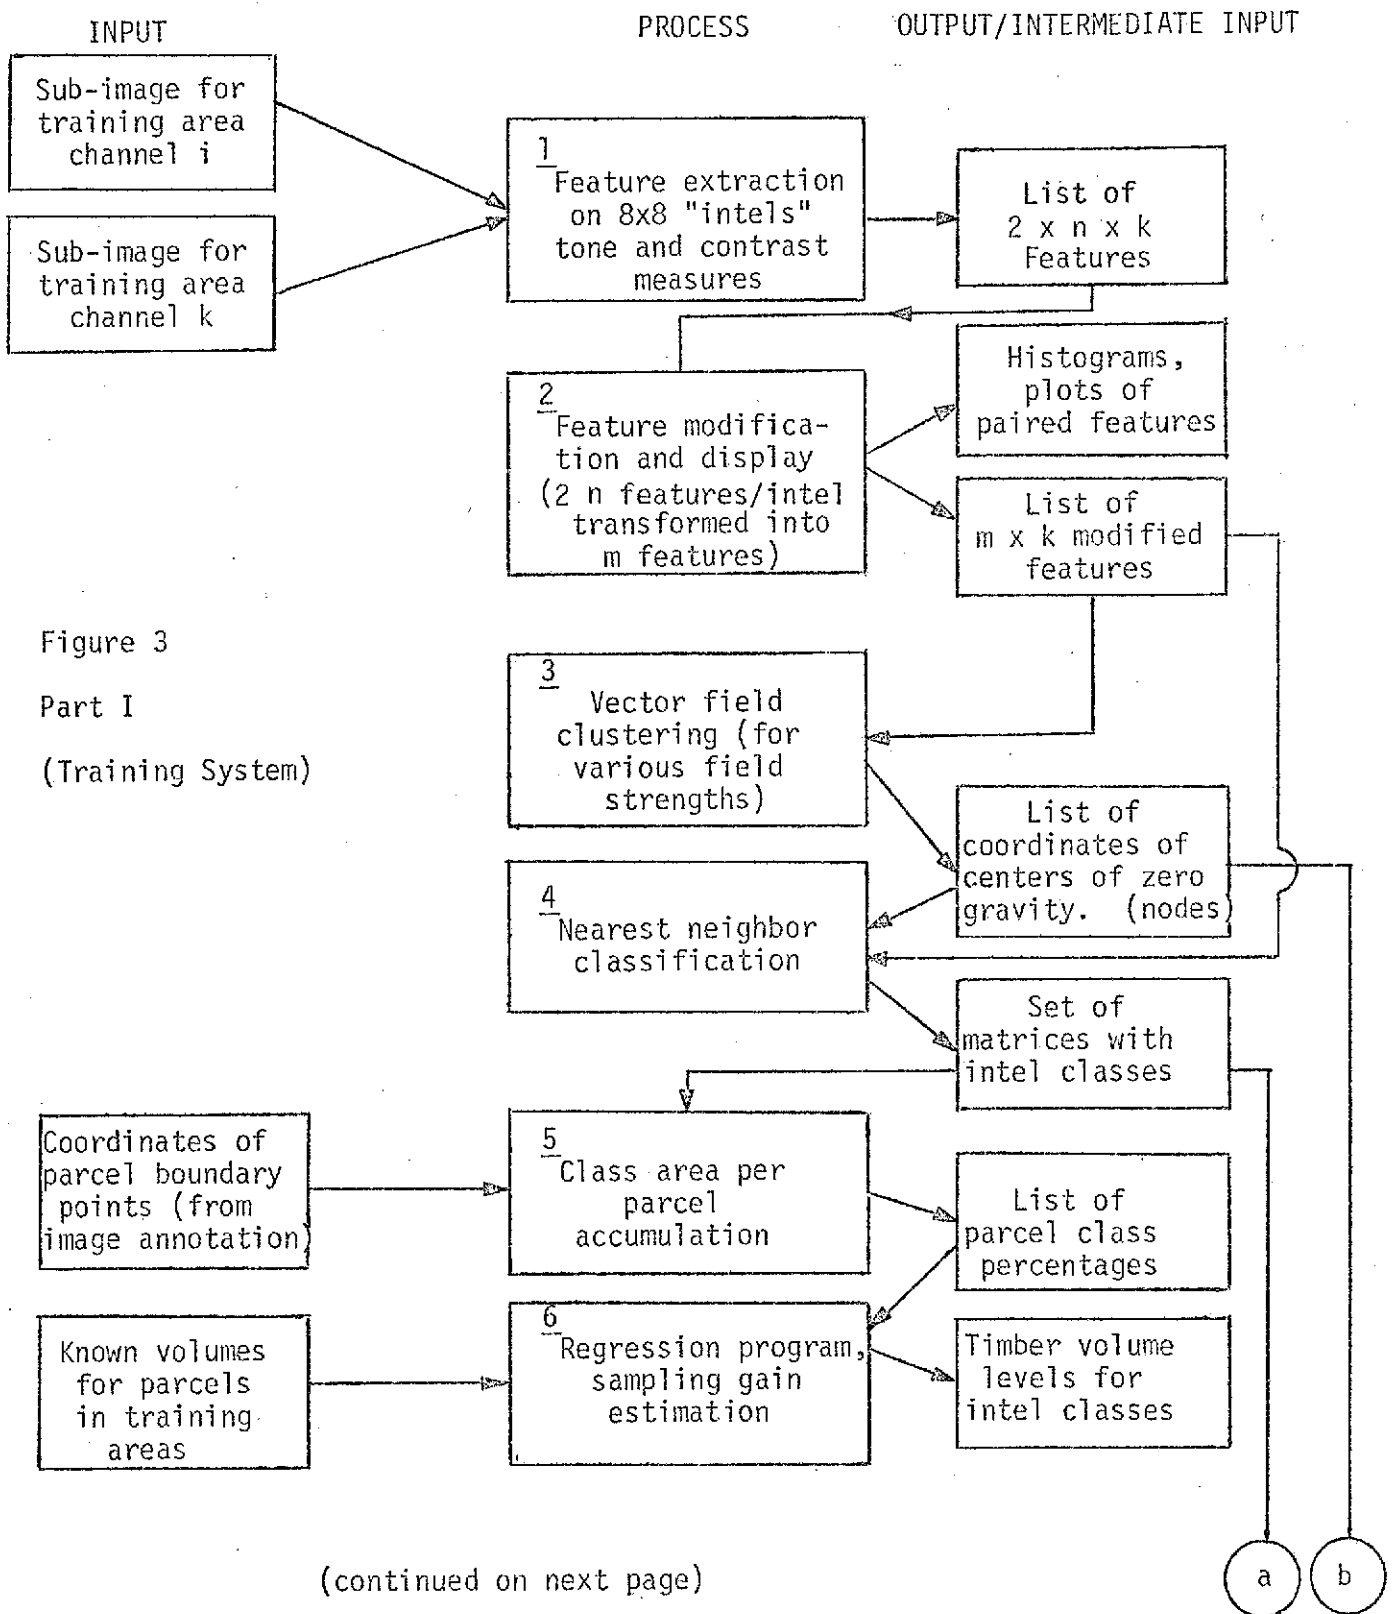 INPUT
PROCESS
OUTPUT/INTERMEDIATE INPUT
Sub-image for
training area
channel i
Sub-image for
training area
channel k
1
Feature extraction
on 8x8 "intels"
tone and contrast
measures
List of
2 x n x k
Features
2
Feature modifica-
tion and display
(2 n features/intel
transformed into
m features)
Histograms,
plots of
paired features
List of
m x k modified
features
Figure 3
Part I
(Training System)
3
Vector field
clustering (for
various field
strengths)
List of
coordinates of
centers of zero
gravity. (nodes)
4
Nearest neighbor
classification
Set of
matrices with
intel classes
Coordinates of
parcel boundary
points (from
image annotation)
5
Class area per
parcel
accumulation
List of
parcel class
percentages
Known volumes
for parcels
in training
areas
6
Regression program,
sampling gain
estimation
Timber volume
levels for
intel classes
(continued on next page)
a
b